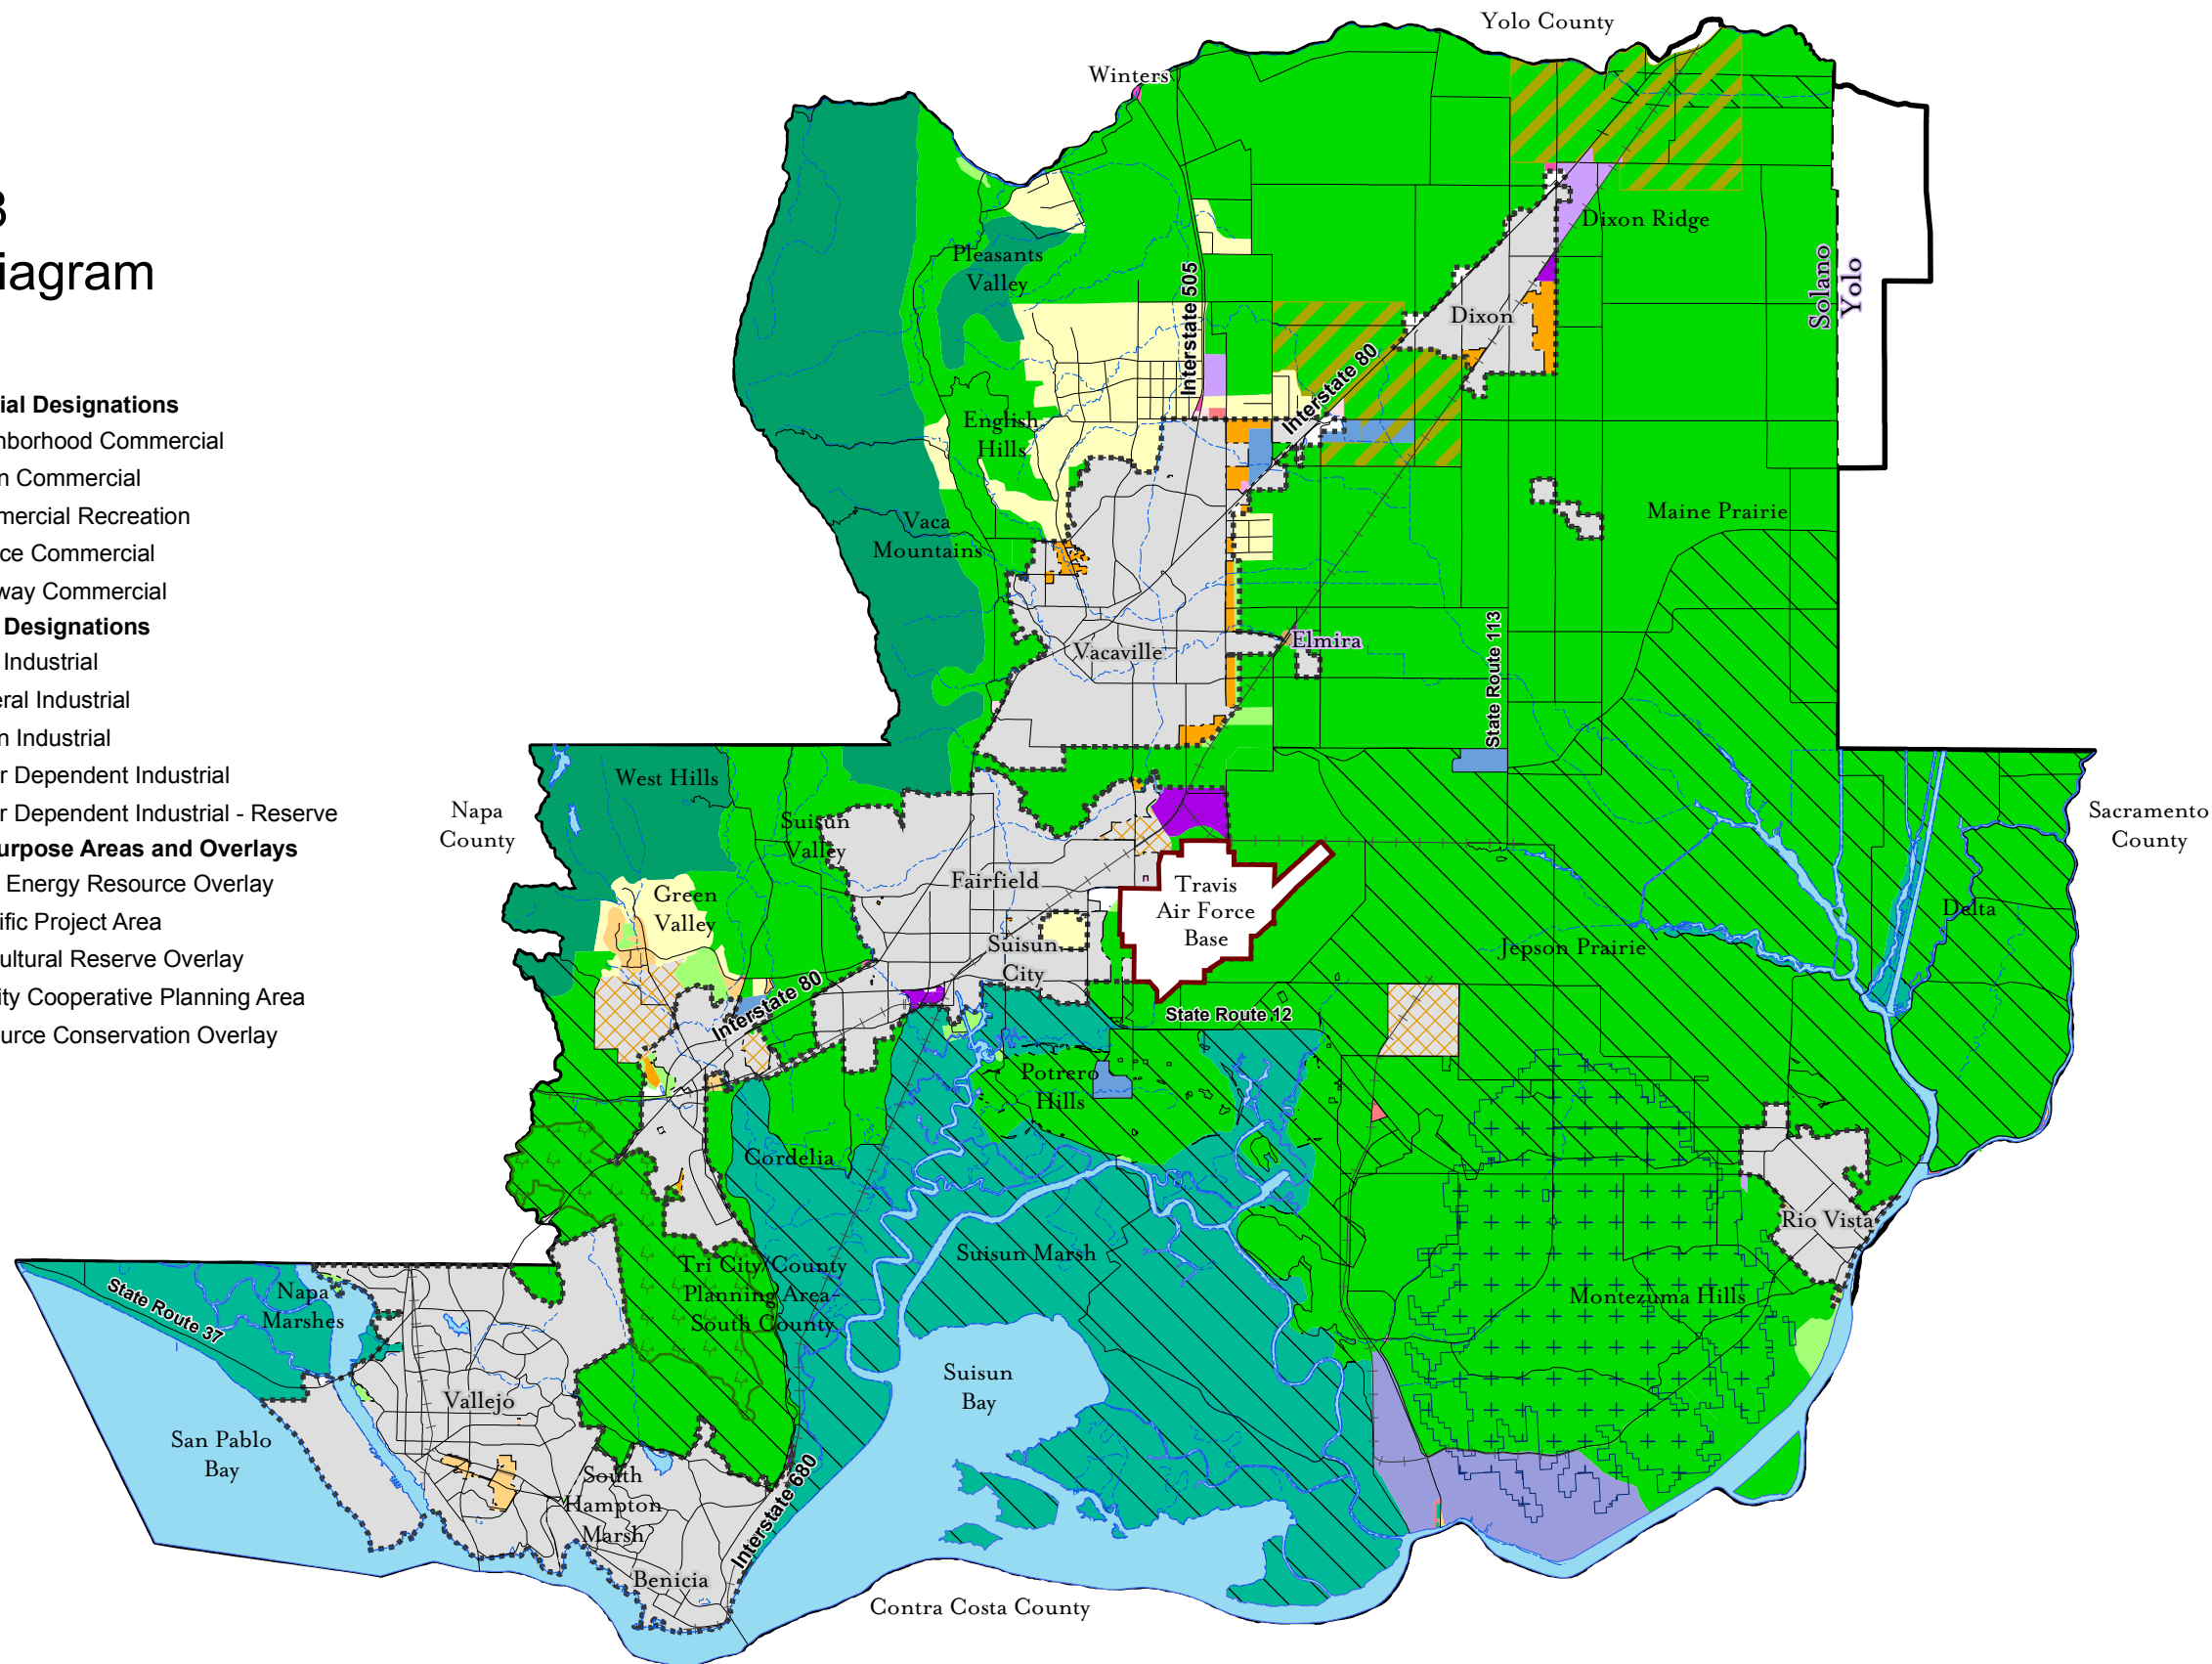 3
iagram
ial Designations
hborhood Commercial
n Commercial
mercial Recreation
ice Commercial
way Commercial
Designations
Industrial
eral Industrial
n Industrial
r Dependent Industrial
r Dependent Industrial - Reserve
urpose Areas and Overlays
Energy Resource Overlay
ific Project Area
cultural Reserve Overlay
ity Cooperative Planning Area
ource Conservation Overlay
Yolo County
Winters
Dixon Ridge
Pleasants
Valley
Solano
Yolo
Interstate 505
Dixon
Interstate 80
English
Hills
Maine Prairie
Vaca
Mountains
State Route 113
Elmira
Vacaville
West Hills
Napa
County
Suisun
Valley
Sacramento
County
Fairfield
Travis
Air Force
Base
Green
Valley
Delta
Suisun
City
Jepson Prairie
Interstate 80
State Route 12
Potrero
Hills
Cordelia
Rio Vista
Suisun Marsh
Tri City/County
Planning Area-
South County
Montezuma Hills
Napa
Marshes
State Route 37
Suisun
Bay
Vallejo
San Pablo
Bay
South
Hampton
Marsh
Interstate 680
Benicia
Contra Costa County